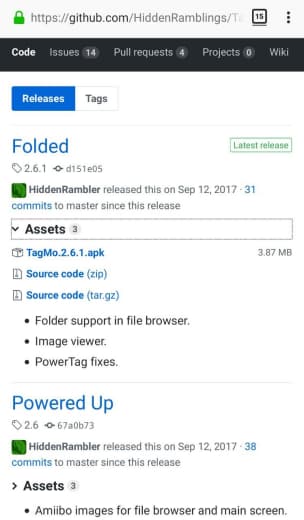 https://github.com/HiddenRamblings/Ta
15
Code Issues 14 Pull requests 4 Projects 0 Wiki
Releases Tags
Folded Latest release
2.6.1 d151e05
HiddenRambler released this on Sep 12, 2017 · 31
commits to master since this release
Assets 3
TagMo.2.6.1.apk 3.87 MB
Source code (zip)
Source code (tar.gz)
• Folder support in file browser.
• Image viewer.
• PowerTag fixes.
Powered Up
2.6 67a0b73
HiddenRambler released this on Sep 12, 2017 · 38
commits to master since this release
Assets 3
• Amiibo images for file browser and main screen.